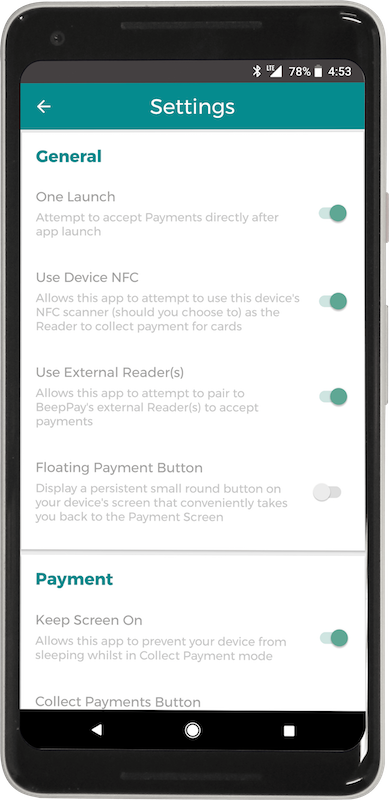 LTE 78% 4:53
Settings
General
One Launch
Attempt to accept Payments directly after
app launch
Use Device NFC
Allows this app to attempt to use this device's
NFC scanner (should you choose to) as the
Reader to collect payment for cards
Use External Reader(s)
Allows this app to attempt to pair to
BeepPay's external Reader(s) to accept
payments
Floating Payment Button
Display a persistent small round button on
your device's screen that conveniently takes
you back to the Payment Screen
Payment
Keep Screen On
Allows this app to prevent your device from
sleeping whilst in Collect Payment mode
Collect Payments Button